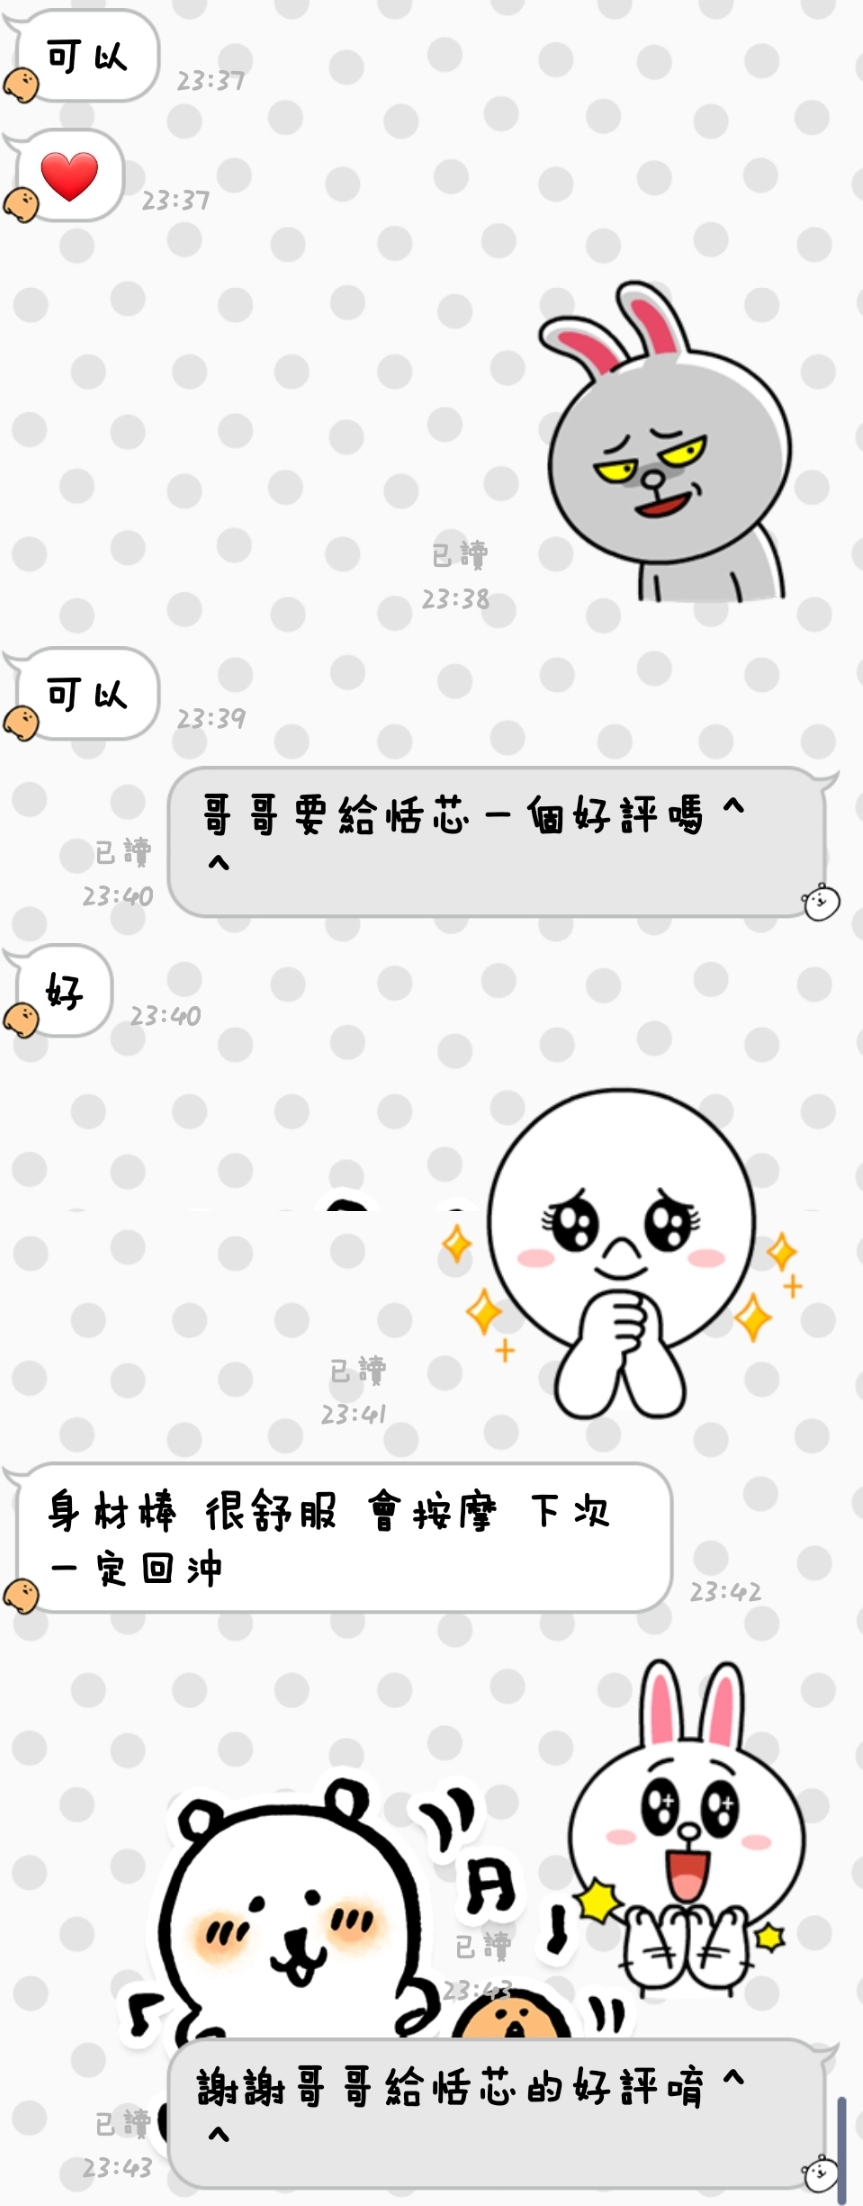 可以
23:37
23:37
已讀
23:38
可以
23:39
哥哥要給恬芯一個好評嗎^
^
已讀
23:40
好
23:40
已讀
23:41
身材棒 很舒服 會按摩 下次
一定回沖
23:42
已讀
23:43
謝謝哥哥給恬芯的好評唷^
^
已讀
23:43